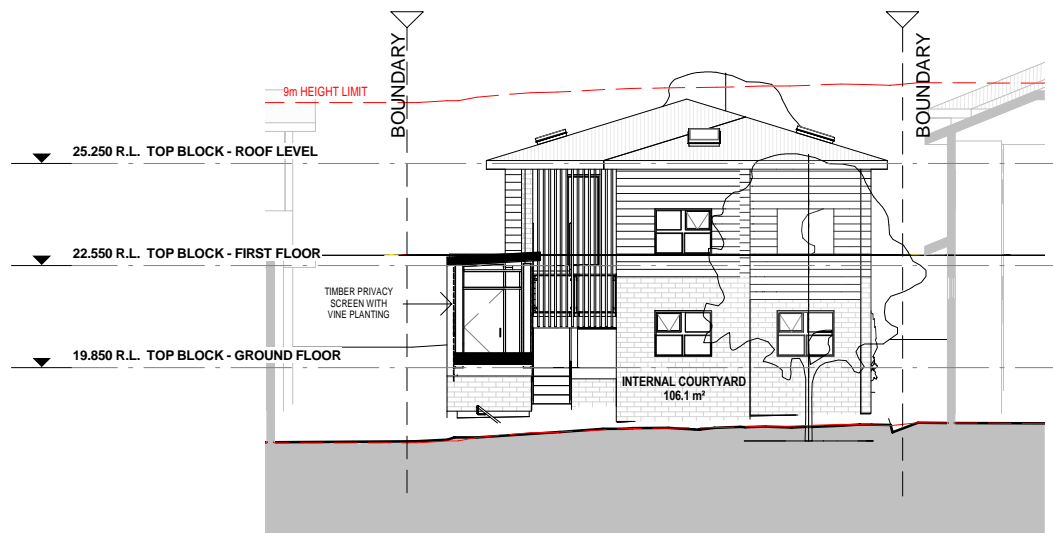 BOUNDARY
BOUNDARY
9m HEIGHT LIMIT
25.250 R.L. TOP BLOCK - ROOF LEVEL
22.550 R.L. TOP BLOCK - FIRST FLOOR
TIMBER PRIVACY
SCREEN WITH
VINE PLANTING
19.850 R.L. TOP BLOCK - GROUND FLOOR
INTERNAL COURTYARD
106.1 m²